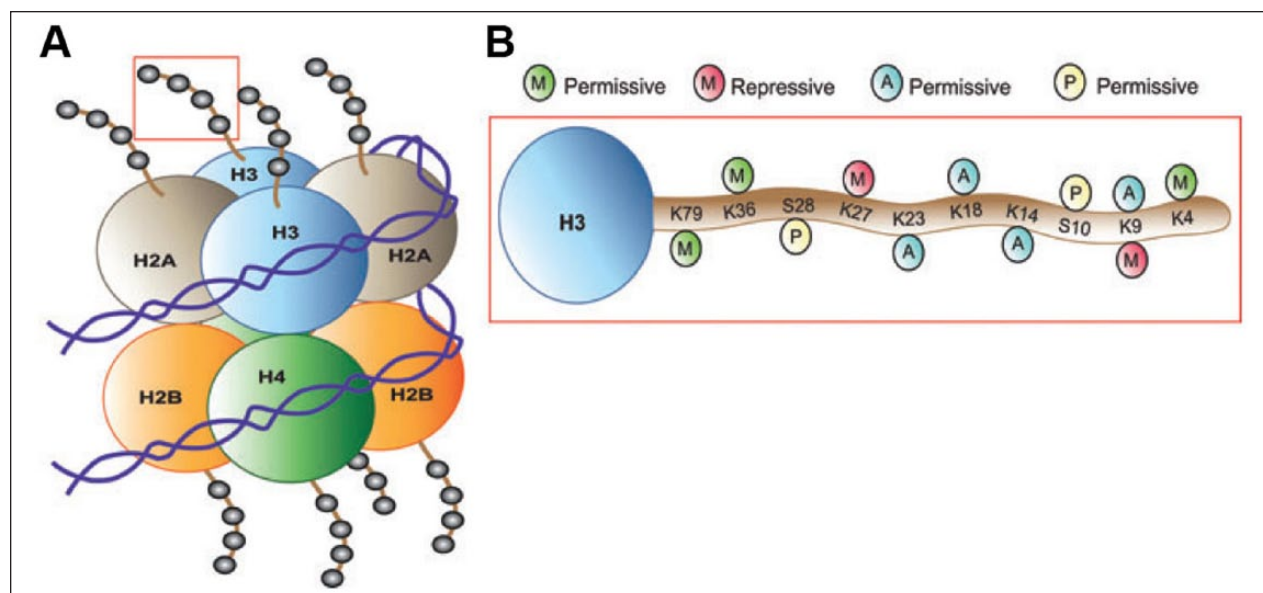 A
H3
H3
H2A
H2A
H2B
H4
H2B
B
M Permissive M Repressive A Permissive P Permissive
M M A P A M
H3 K79 K36 S28 K27 K23 K18 K14 S10 K9 K4
M P A A M